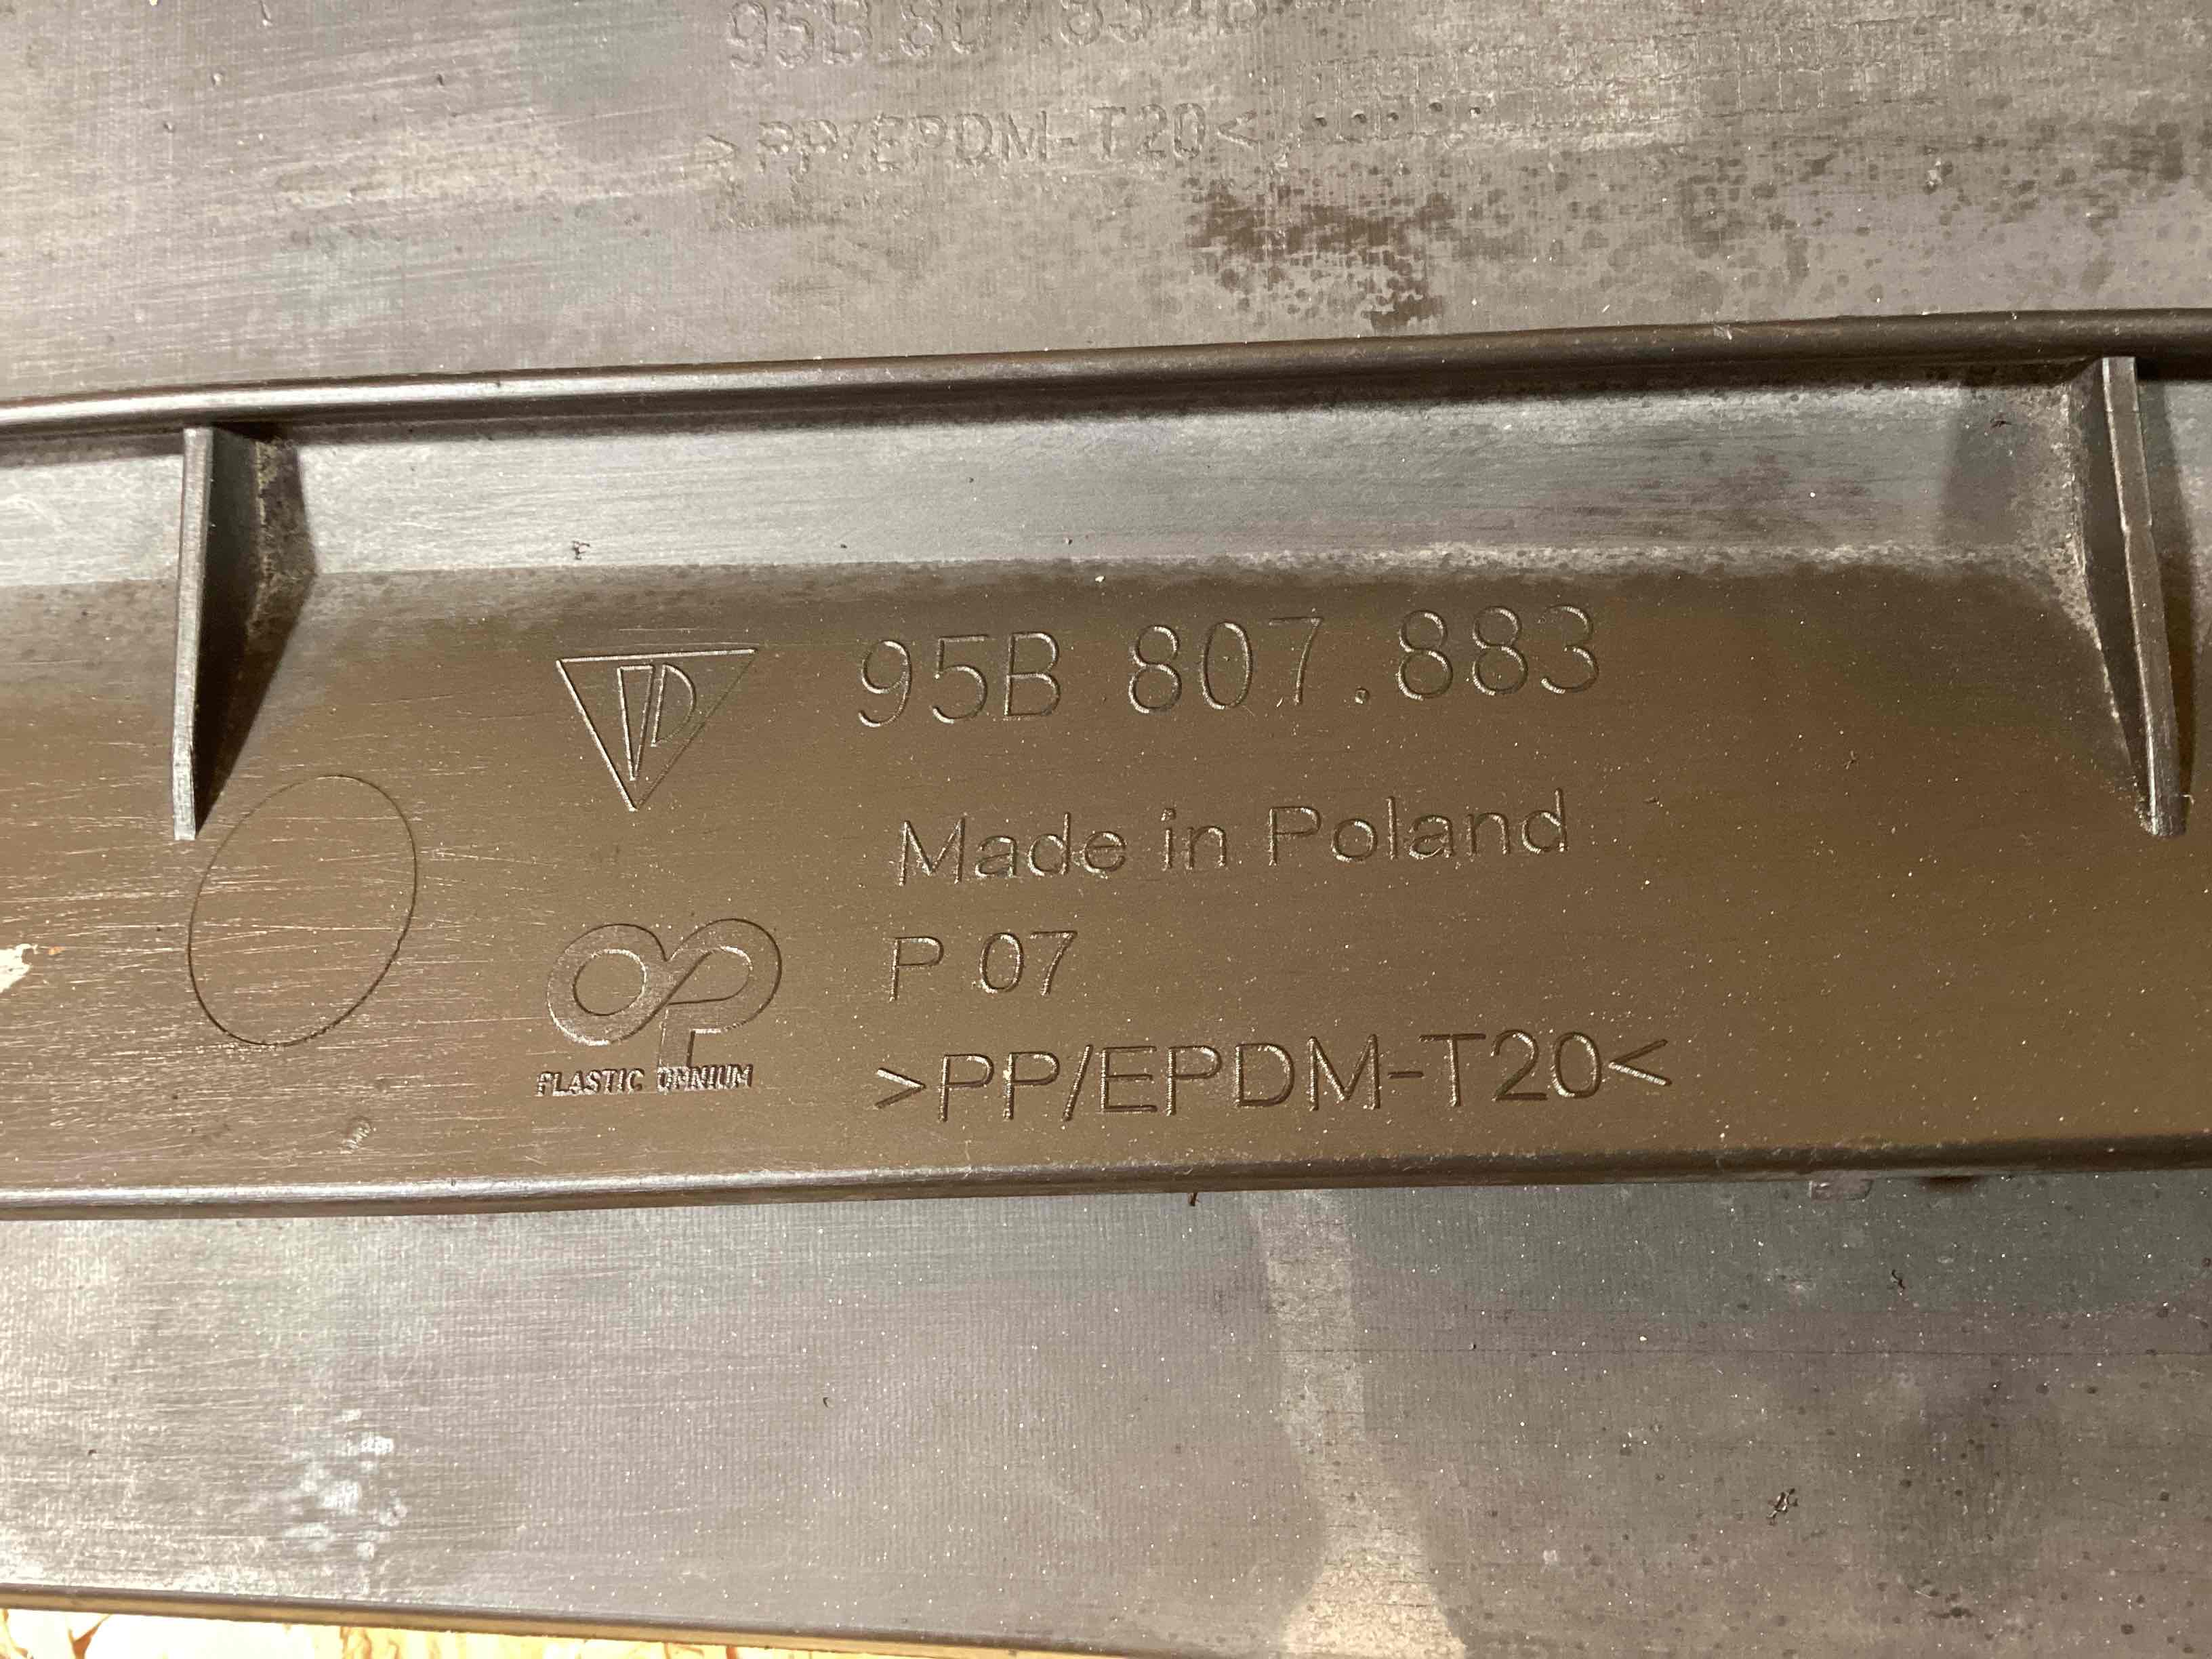 >PP/EPDM-T20<
95B 807.883
Made in Poland
P 07
PLASTIC OMNIUM
>PP/EPDM-T20<